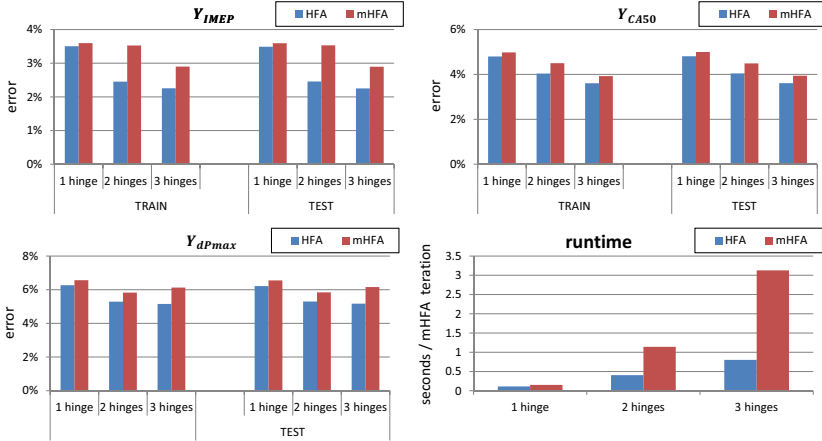 Y_IMEP
HFA mHFA
error
4%
3%
2%
1%
0%
1 hinge 2 hinges 3 hinges 1 hinge 2 hinges 3 hinges
TRAIN TEST
Y_CA50
HFA mHFA
error
6%
4%
2%
0%
1 hinge 2 hinges 3 hinges 1 hinge 2 hinges 3 hinges
TRAIN TEST
Y_dPmax
HFA mHFA
error
8%
6%
4%
2%
0%
1 hinge 2 hinges 3 hinges 1 hinge 2 hinges 3 hinges
TEST
runtime
HFA mHFA
seconds / mHFA teration
3.5
3
2.5
2
1.5
1
0.5
0
1 hinge 2 hinges 3 hinges